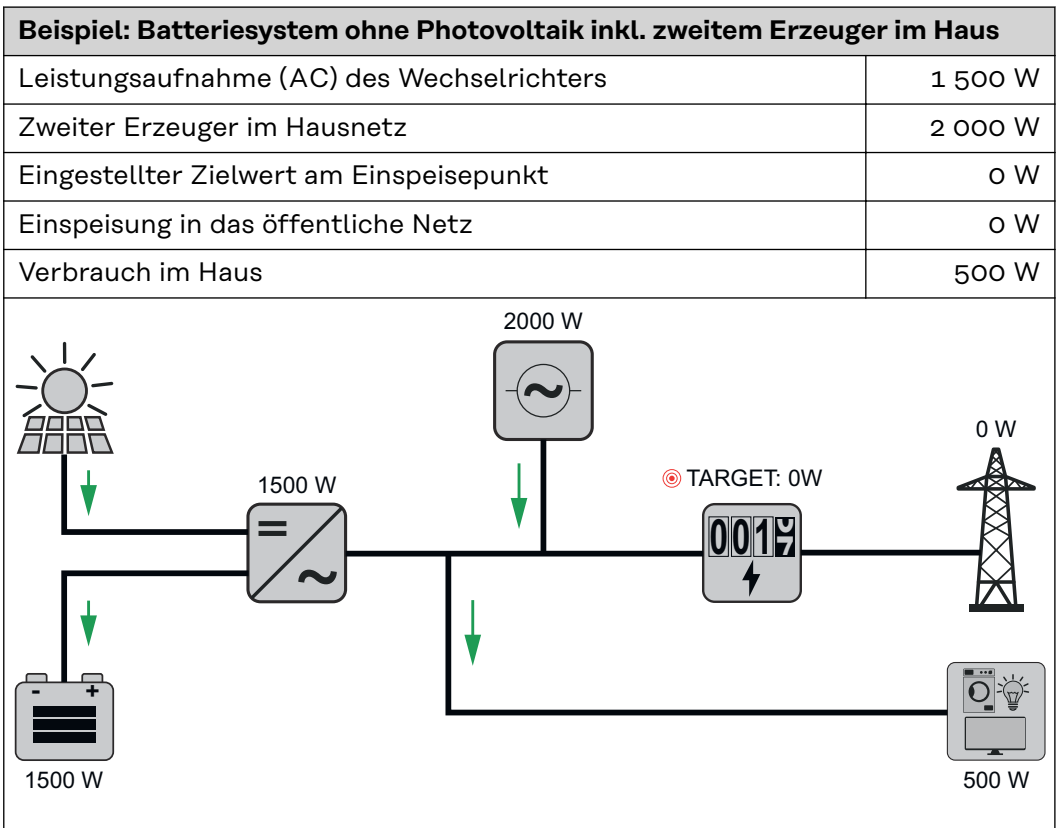 Beispiel: Batteriesystem ohne Photovoltaik inkl. zweitem Erzeuger im Haus
Leistungsaufnahme (AC) des Wechselrichters 1 500 W
Zweiter Erzeuger im Hausnetz 2 000 W
Eingestellter Zielwert am Einspeisepunkt 0 W
Einspeisung in das öffentliche Netz 0 W
Verbrauch im Haus 500 W
2000 W
0 W
1500 W
TARGET: 0W
001
7
- +
1500 W
500 W